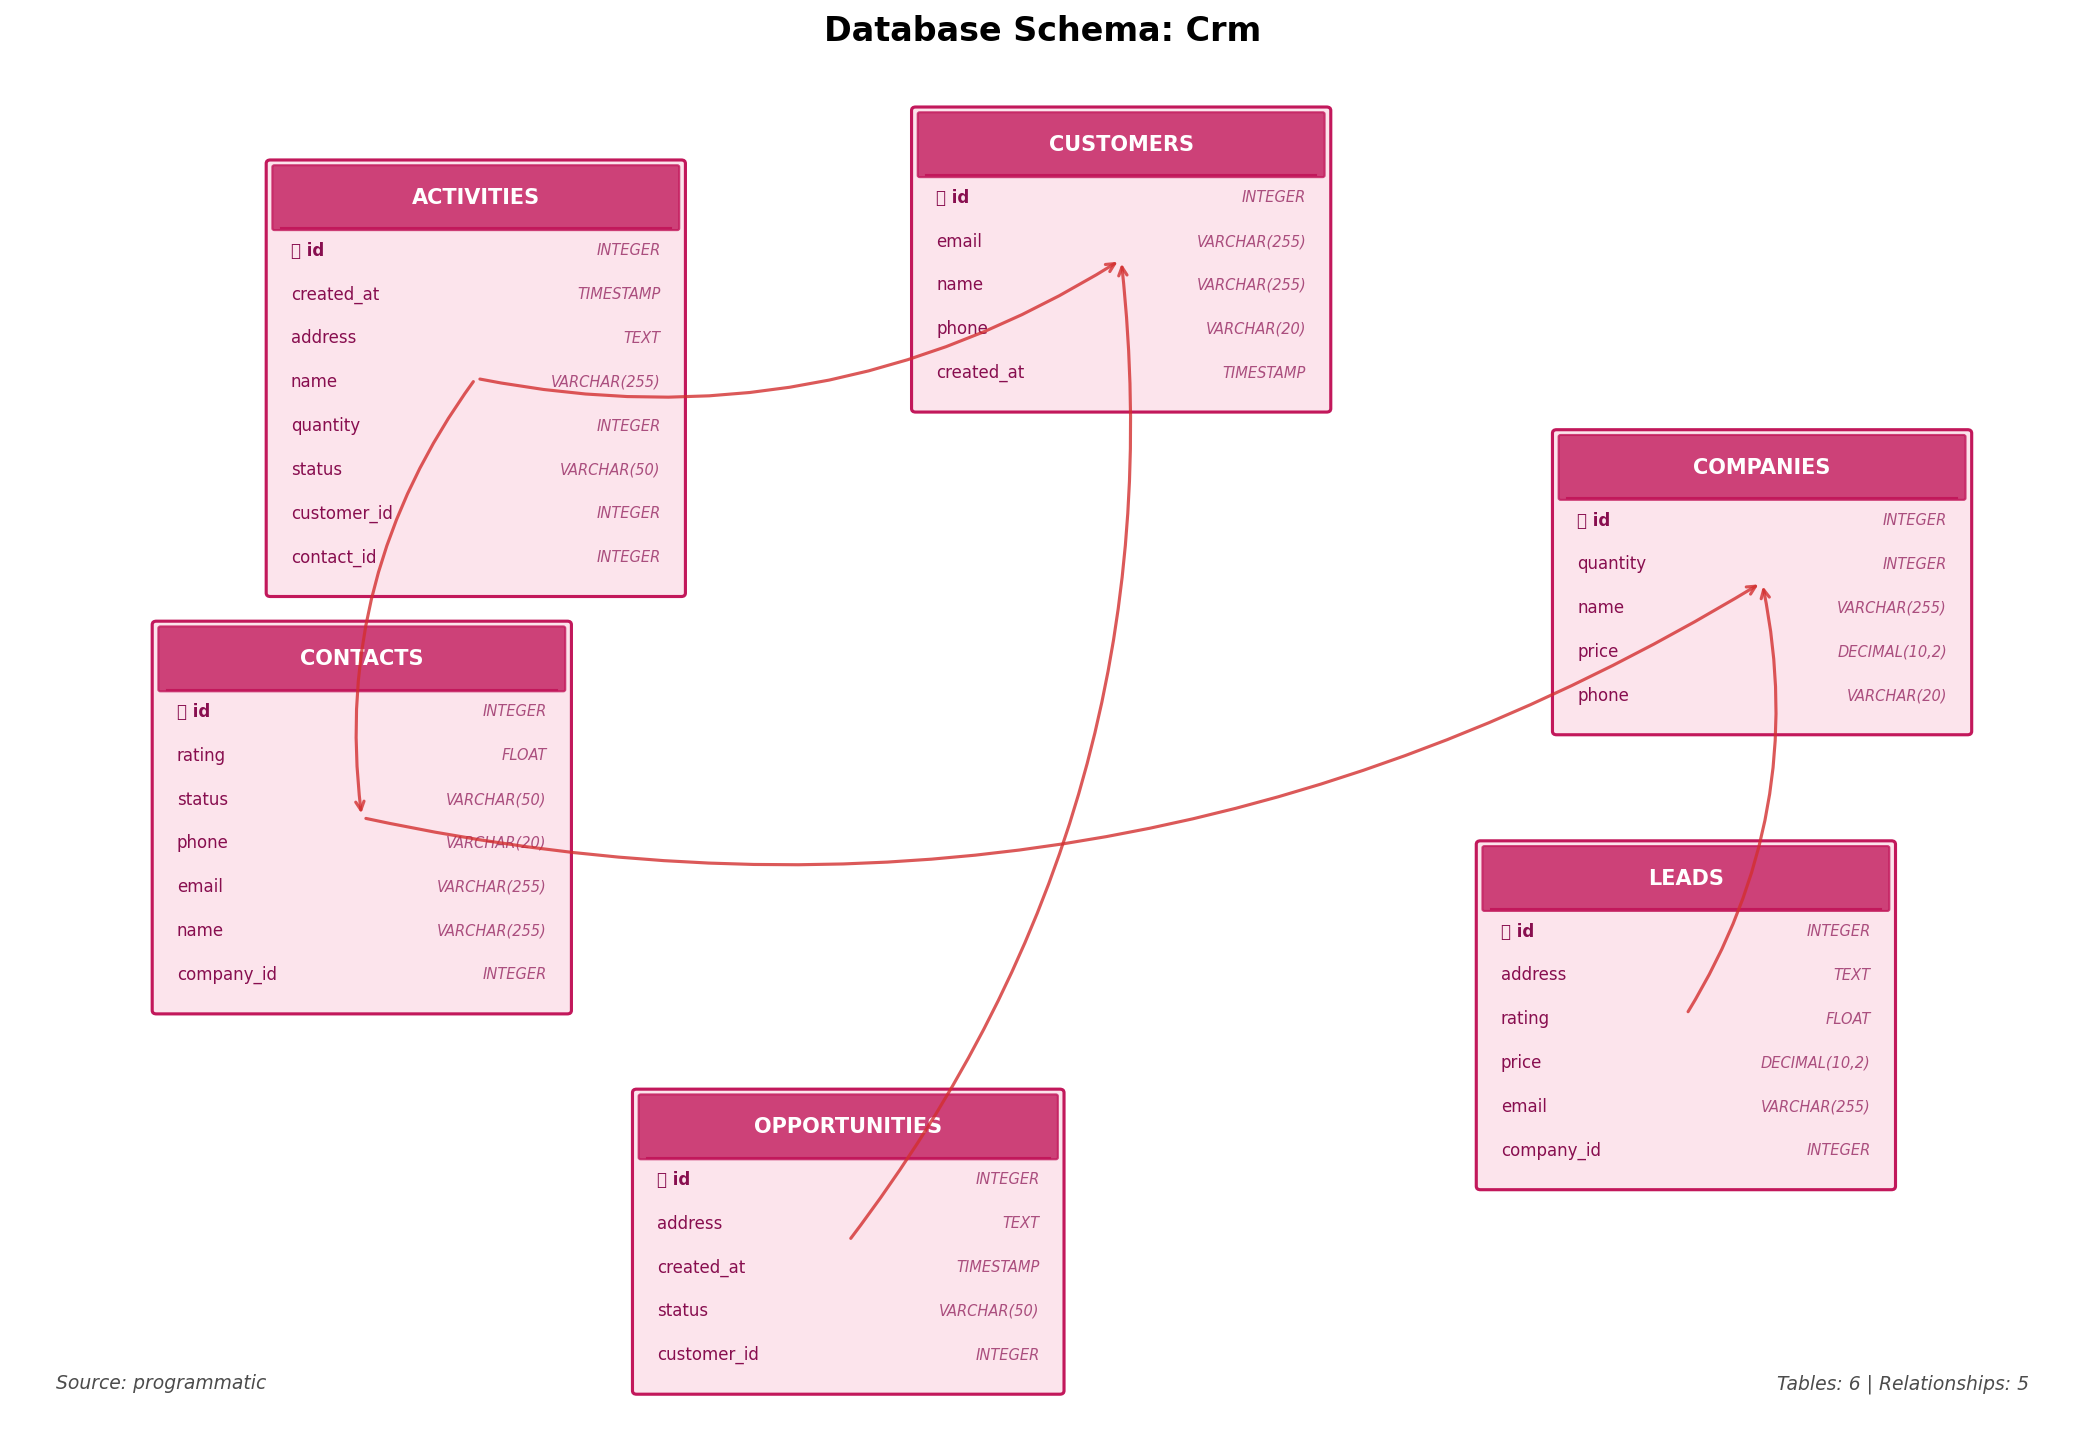 Database Schema: Crm
CUSTOMERS
id INTEGER
email VARCHAR(255)
name VARCHAR(255)
phone VARCHAR(20)
created_at TIMESTAMP
ACTIVITIES
id INTEGER
created_at TIMESTAMP
address TEXT
name VARCHAR(255)
quantity INTEGER
status VARCHAR(50)
customer_id INTEGER
contact_id INTEGER
COMPANIES
id INTEGER
quantity INTEGER
name VARCHAR(255)
price DECIMAL(10,2)
phone VARCHAR(20)
CONTACTS
id INTEGER
rating FLOAT
status VARCHAR(50)
phone VARCHAR(20)
email VARCHAR(255)
name VARCHAR(255)
company_id INTEGER
LEADS
id INTEGER
address TEXT
rating FLOAT
price DECIMAL(10,2)
email VARCHAR(255)
company_id INTEGER
OPPORTUNITIES
id INTEGER
address TEXT
created_at TIMESTAMP
status VARCHAR(50)
customer_id INTEGER
Source: programmatic
Tables: 6 | Relationships: 5